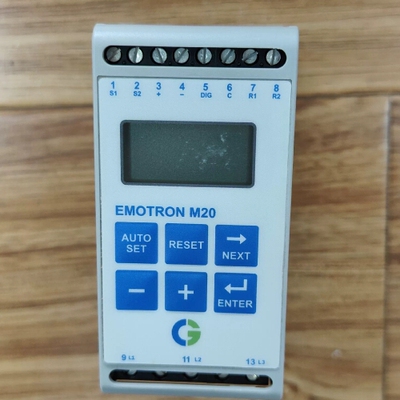 1 2 3 4 5 6 7 8
S1 S2 + - DIG C R1 R2
EMOTRON M20
AUTO SET RESET → NEXT
- + ↵ ENTER
CG
9 L1 11 L2 13 L3